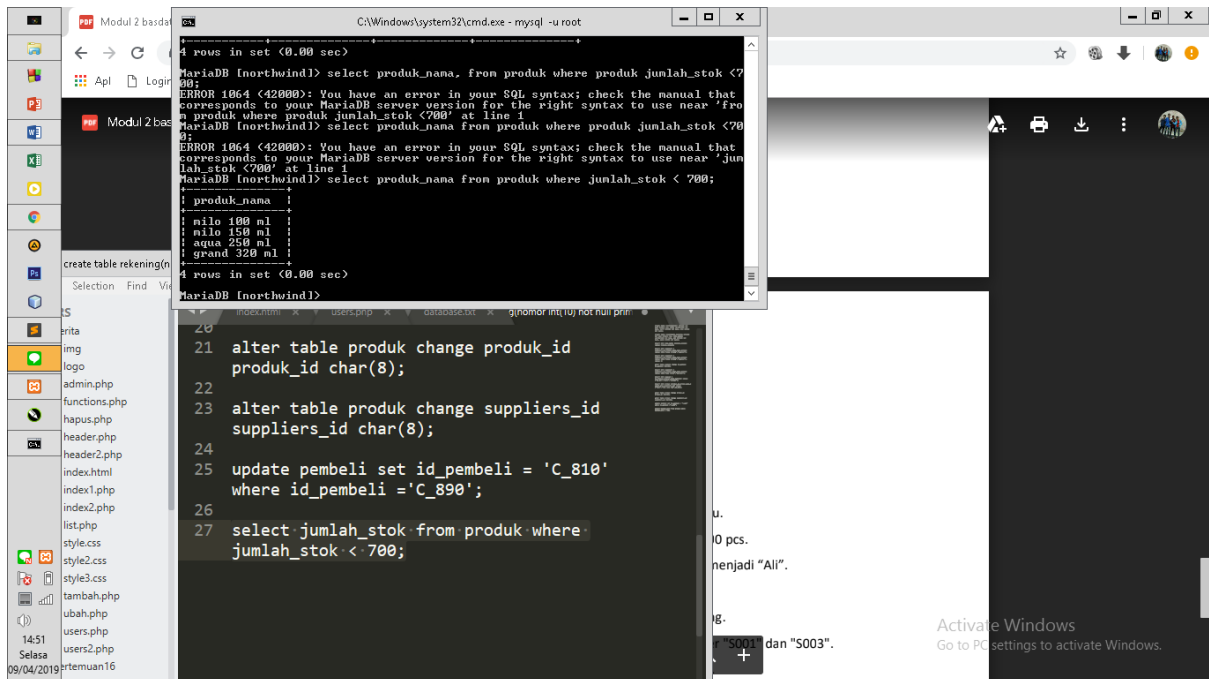 Modul 2 basdat
C:\Windows\system32\cmd.exe - mysql -u root
Apl
Login
Modul 2 bas
4 rows in set (0.00 sec)
MariaDB [northwind]> select produk_nama, from produk where produk jumlah_stok <7
00;
ERROR 1064 (42000): You have an error in your SQL syntax; check the manual that
corresponds to your MariaDB server version for the right syntax to use near 'fro
m produk where produk jumlah_stok <700' at line 1
MariaDB [northwind]> select produk_nama from produk where produk jumlah_stok <70
0;
ERROR 1064 (42000): You have an error in your SQL syntax; check the manual that
corresponds to your MariaDB server version for the right syntax to use near 'jum
lah_stok <700' at line 1
MariaDB [northwind]> select produk_nama from produk where jumlah_stok < 700;
produk_nama
milo 100 ml
milo 150 ml
aqua 250 ml
grand 320 ml
4 rows in set (0.00 sec)
MariaDB [northwind]>
create table rekening(n
Selection Find Vie
RS
erita
img
logo
admin.php
functions.php
hapus.php
header.php
header2.php
index.html
index1.php
index2.php
list.php
style.css
style2.css
style3.css
tambah.php
ubah.php
users.php
users2.php
ertemuan16
index.html
users.php
database.txt
g(nomor int(10) not null prim
20
21 alter table produk change produk_id
produk_id char(8);
22
23 alter table produk change suppliers_id
suppliers_id char(8);
24
25 update pembeli set id_pembeli = 'C_810'
where id_pembeli ='C_890';
26
27 select jumlah_stok from produk where
jumlah_stok < 700;
u.
00 pcs.
menjadi “Ali”.
g.
r "S001" dan "S003".
Activate Windows
Go to PC settings to activate Windows.
14:51
Selasa
09/04/2019